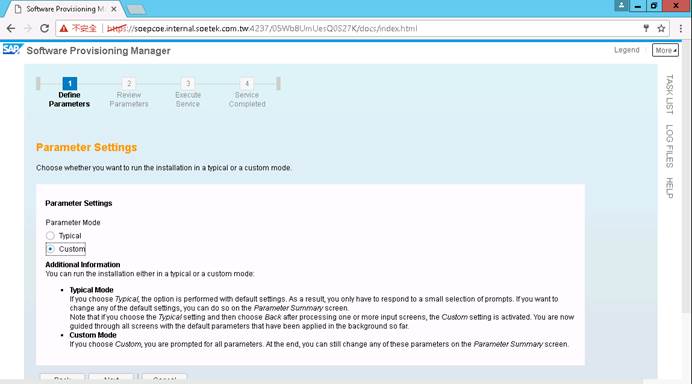 Software Provisioning M
不安全
https://saepcoe.internal.saetek.com.tw:4237/05Wb8UmUesQ0S27K/docs/index.html
SAP
Software Provisioning Manager
Legend
More
1
2
3
4
Define Parameters
Review Parameters
Execute Service
Service Completed
TASK LIST
LOG FILES
HELP
Parameter Settings
Choose whether you want to run the installation in a typical or a custom mode.
Parameter Settings
Parameter Mode
Typical
Custom
Additional Information
You can run the installation either in a typical or a custom mode:
• Typical Mode
If you choose Typical, the option is performed with default settings. As a result, you only have to respond to a small selection of prompts. If you want to
change any of the default settings, you can do so on the Parameter Summary screen.
Note that if you choose the Typical setting and then choose Back after processing one or more input screens, the Custom setting is activated. You are now
guided through all screens with the default parameters that have been applied in the background so far.
• Custom Mode
If you choose Custom, you are prompted for all parameters. At the end, you can still change any of these parameters on the Parameter Summary screen.
Back
Next
Cancel